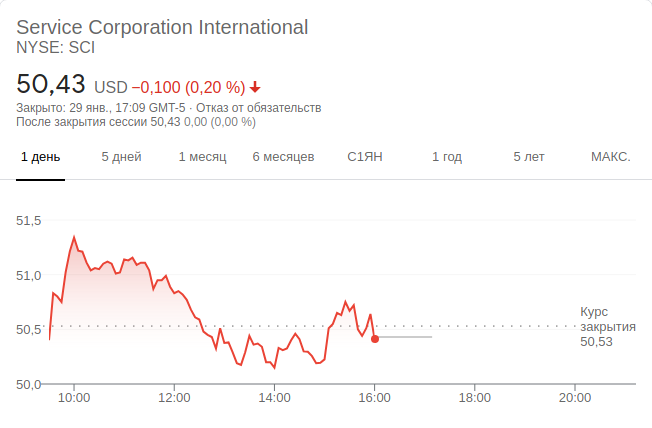 Service Corporation International
NYSE: SCI
50,43 USD −0,100 (0,20 %)
Закрыто: 29 янв., 17:09 GMT-5 · Отказ от обязательств
После закрытия сессии 50,43 0,00 (0,00 %)
1 день 5 дней 1 месяц 6 месяцев С1ЯН 1 год 5 лет МАКС.
51,5
51,0
50,5
50,0
Курс
закрытия
50,53
10:00 12:00 14:00 16:00 18:00 20:00